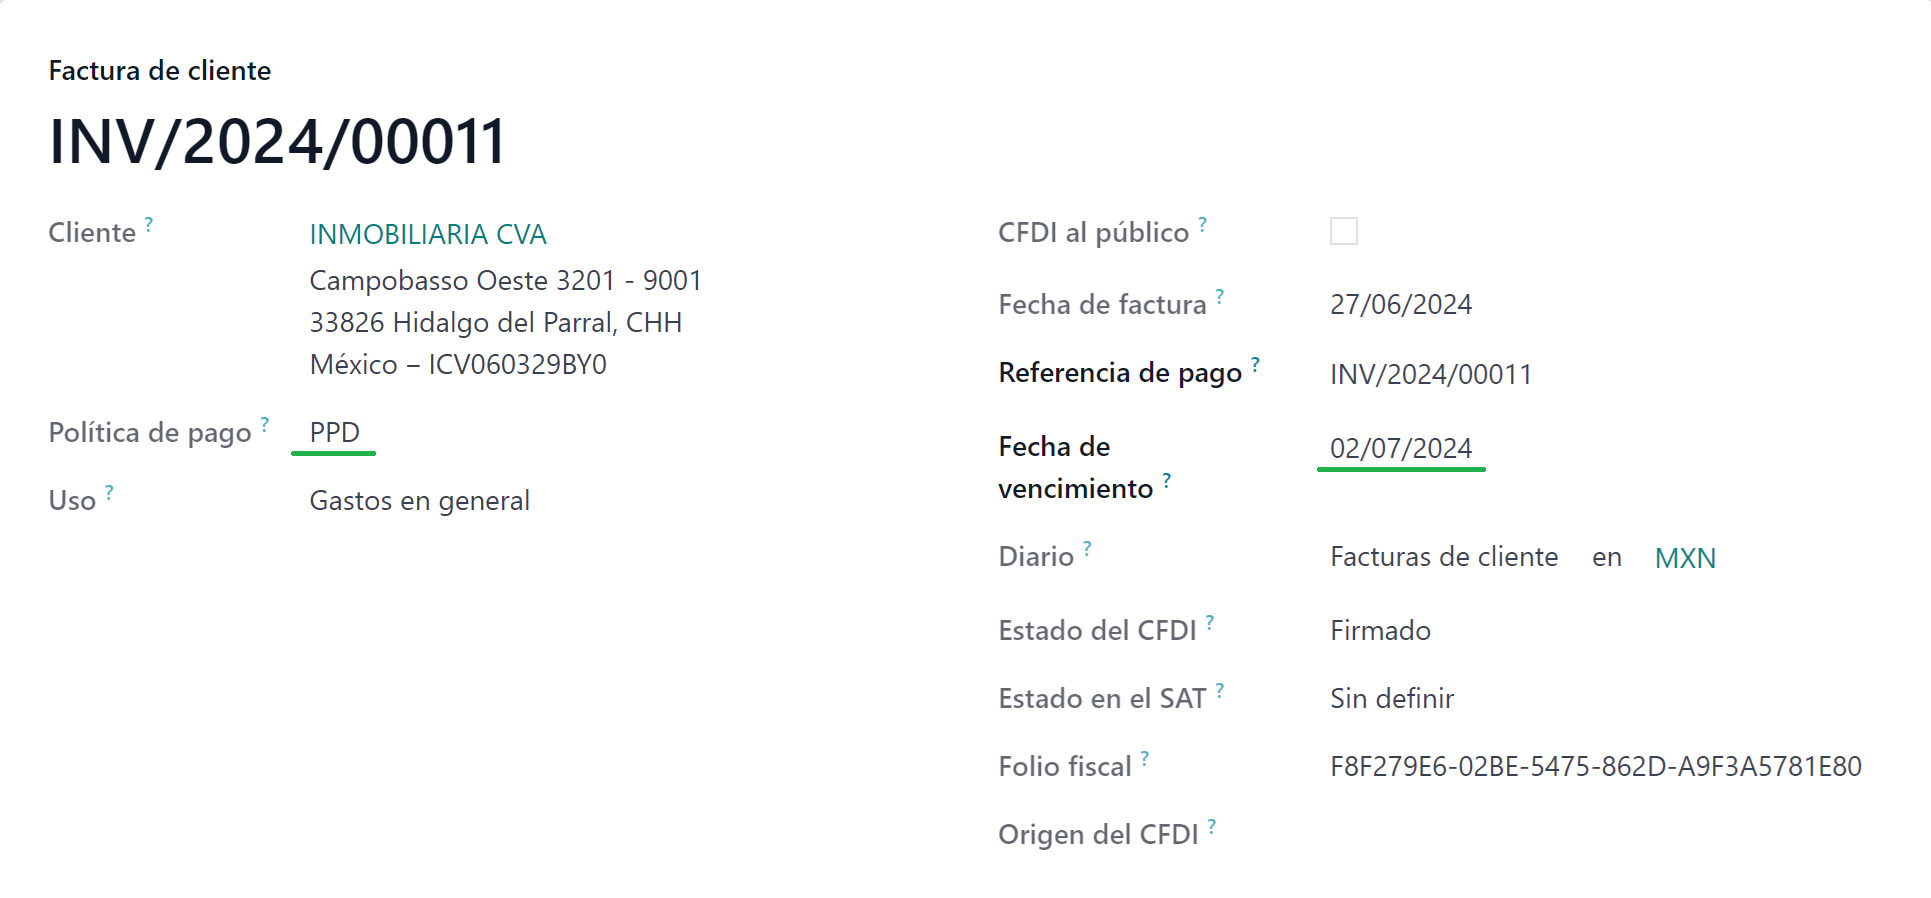 Factura de cliente
INV/2024/00011
Cliente ?
INMOBILIARIA CVA
Campobasso Oeste 3201 - 9001
33826 Hidalgo del Parral, CHH
México – ICV060329BY0
Política de pago ? PPD
Uso ? Gastos en general
CFDI al público ?
Fecha de factura ? 27/06/2024
Referencia de pago ? INV/2024/00011
Fecha de
vencimiento ? 02/07/2024
Diario ? Facturas de cliente en MXN
Estado del CFDI ? Firmado
Estado en el SAT ? Sin definir
Folio fiscal ? F8F279E6-02BE-5475-862D-A9F3A5781E80
Origen del CFDI ?